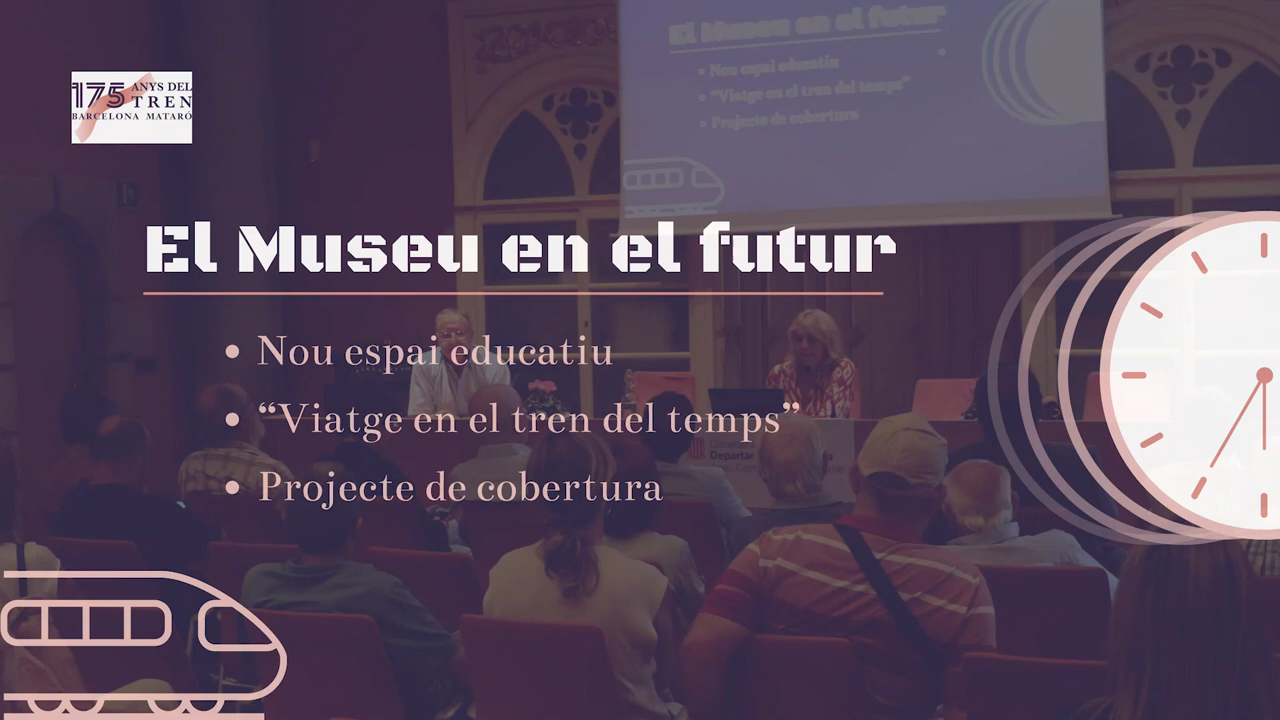 175 ANYS DEL
TREN
BARCELONA MATARÓ
El Museu en el futur
• Nou espai educatiu
• “Viatge en el tren del temps”
• Projecte de cobertura
El Museu en el futur
• Nou espai educatiu
• “Viatge en el tren del temps”
• Projecte de cobertura
Departa